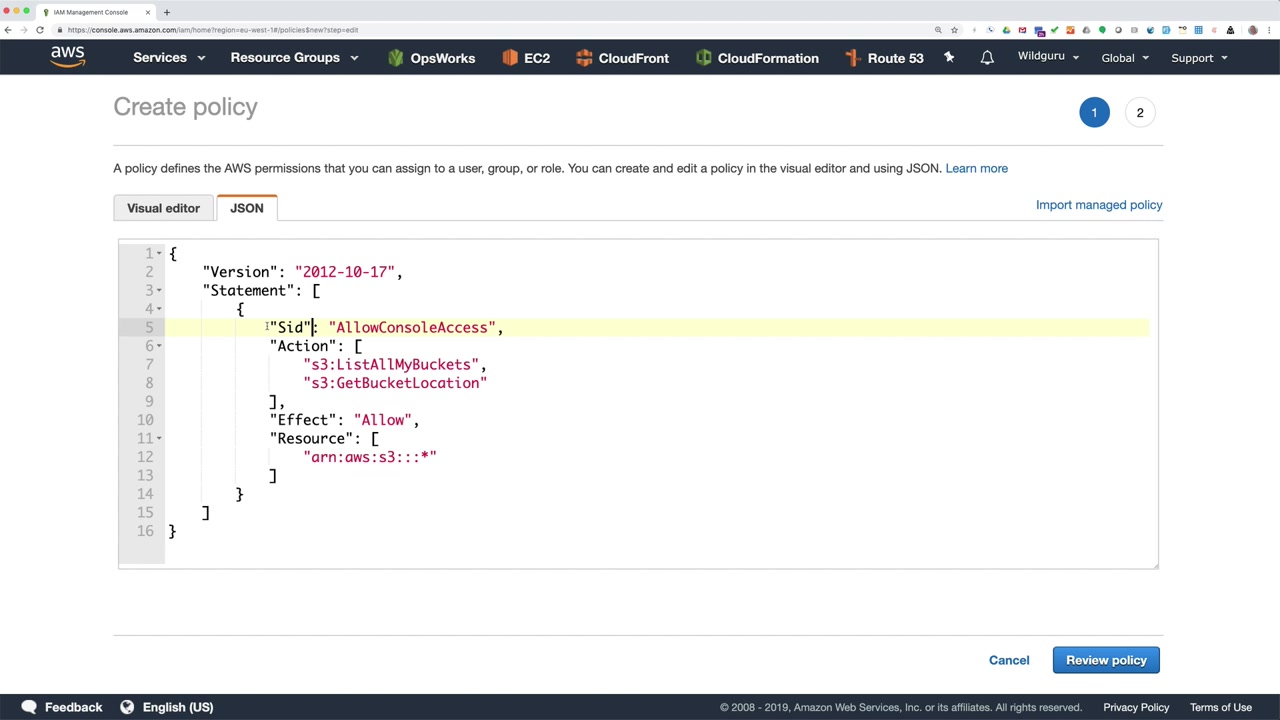 IAM Management Console
https://console.aws.amazon.com/iam/home?region=eu-west-1#/policies$new?step=edit
aws Services Resource Groups OpsWorks EC2 CloudFront CloudFormation Route 53 Wildguru Global Support
Create policy
1 2
A policy defines the AWS permissions that you can assign to a user, group, or role. You can create and edit a policy in the visual editor and using JSON. Learn more
Visual editor JSON
Import managed policy
1 {
2 "Version": "2012-10-17",
3 "Statement": [
4 {
5 "Sid": "AllowConsoleAccess",
6 "Action": [
7 "s3:ListAllMyBuckets",
8 "s3:GetBucketLocation"
9 ],
10 "Effect": "Allow",
11 "Resource": [
12 "arn:aws:s3:::*"
13 ]
14 }
15 ]
16 }
Cancel Review policy
Feedback English (US) © 2008 - 2019, Amazon Web Services, Inc. or its affiliates. All rights reserved. Privacy Policy Terms of Use